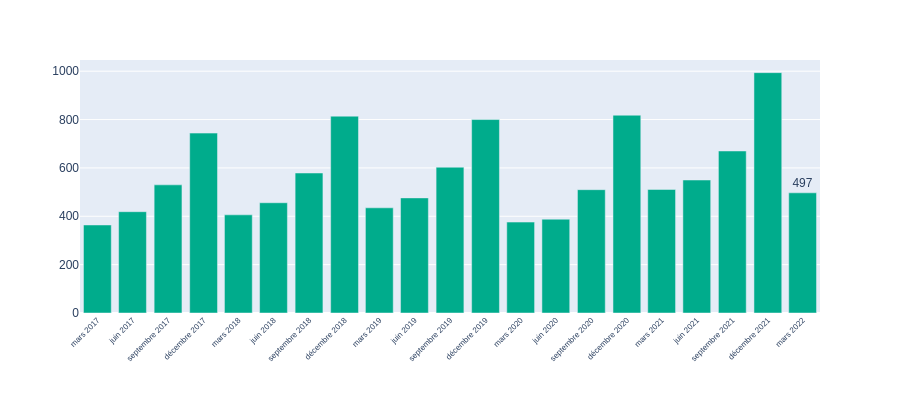 1000
800
600
400
200
0
497
mars 2017
juin 2017
septembre 2017
décembre 2017
mars 2018
juin 2018
septembre 2018
décembre 2018
mars 2019
juin 2019
septembre 2019
décembre 2019
mars 2020
juin 2020
septembre 2020
décembre 2020
mars 2021
juin 2021
septembre 2021
décembre 2021
mars 2022